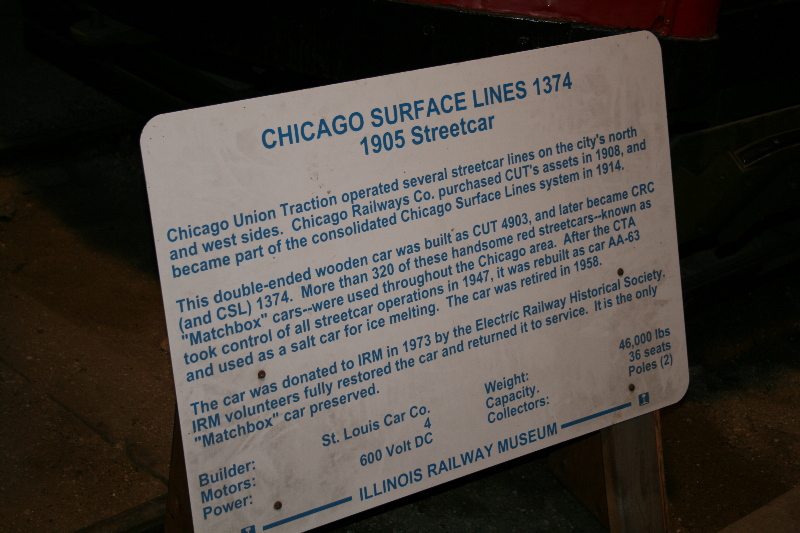 CHICAGO SURFACE LINES 1374
1905 Streetcar
Chicago Union Traction operated several streetcar lines on the city's north
and west sides. Chicago Railways Co. purchased CUT's assets in 1908, and
became part of the consolidated Chicago Surface Lines system in 1914.
This double-ended wooden car was built as CUT 4903, and later became CRC
(and CSL) 1374. More than 320 of these handsome red streetcars--known as
"Matchbox" cars--were used throughout the Chicago area. After the CTA
took control of all streetcar operations in 1947, it was rebuilt as car AA-63
and used as a salt car for ice melting. The car was retired in 1958.
The car was donated to IRM in 1973 by the Electric Railway Historical Society.
IRM volunteers fully restored the car and returned it to service. It is the only
"Matchbox" car preserved.
Builder: St. Louis Car Co. Weight: 46,000 lbs
Motors: 4 Capacity. 36 seats
Power: 600 Volt DC Collectors: Poles (2)
ILLINOIS RAILWAY MUSEUM